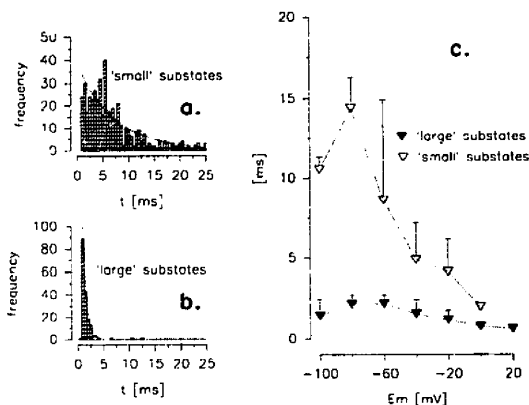 50
40
30
20
10
0
frequency
'small' substates
a.
0 5 10 15 20 25
t [ms]
100
80
60
40
20
0
frequency
'large' substates
b.
0 5 10 15 20 25
t [ms]
c.
20
15
10
5
0
[ms]
'large' substates
'small' substates
-100 -60 -20 20
Em [mV]